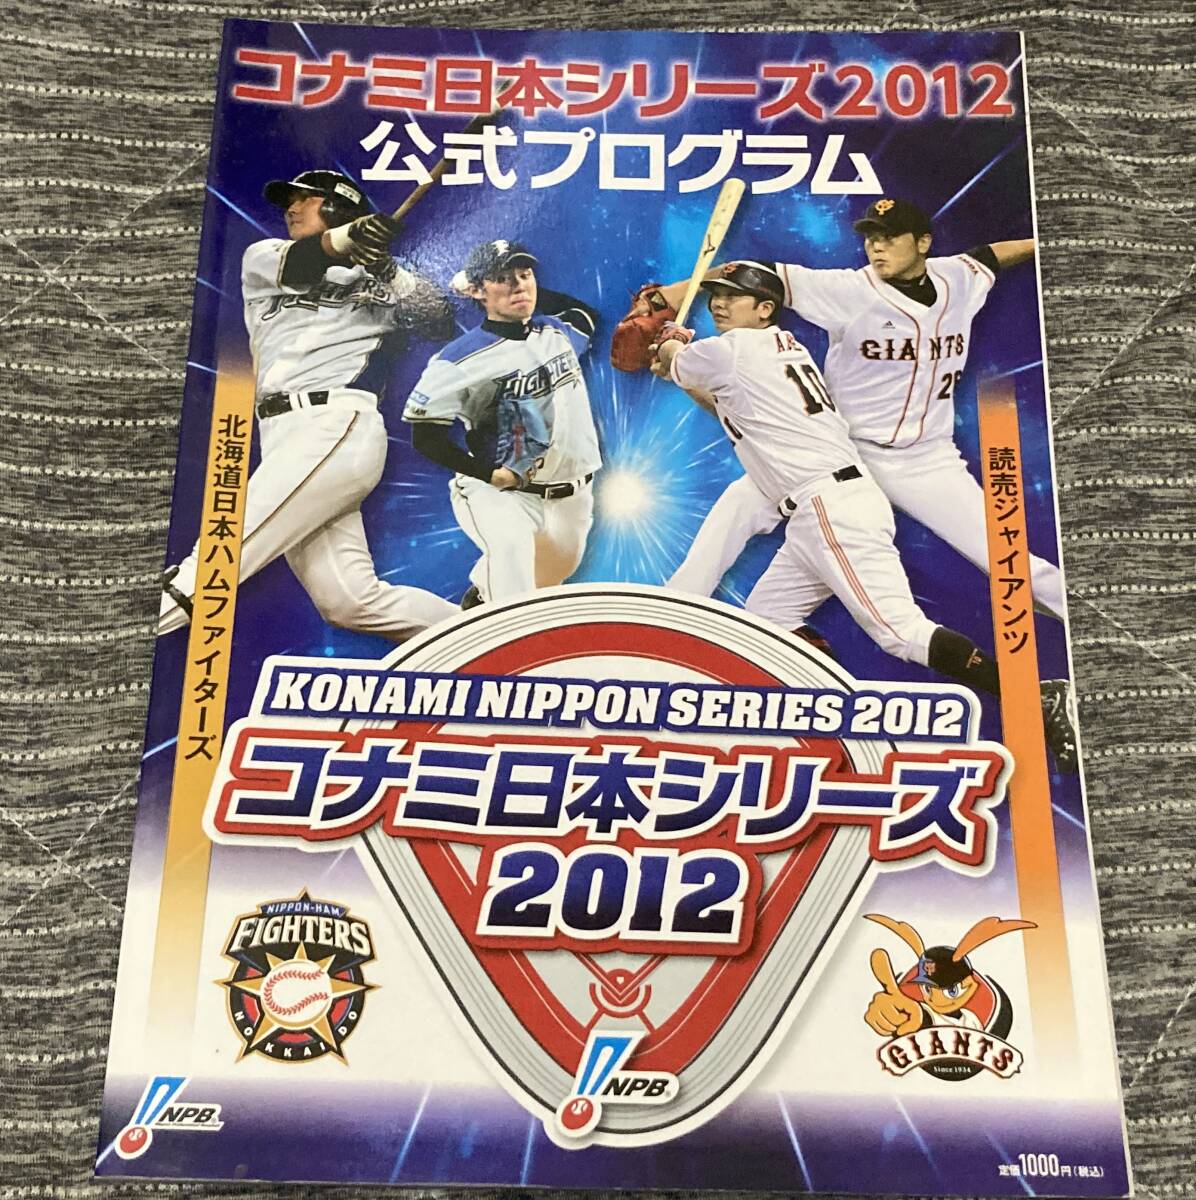 コナミ日本シリーズ2012
公式プログラム
北海道日本ハムファイターズ
読売ジャイアンツ
FIGHTERS
GIANTS
10
KONAMI NIPPON SERIES 2012
コナミ日本シリーズ
2012
NIPPON-HAM
FIGHTERS
HOKKAIDO
GIANTS
Since 1934
NPB
NPB
定価1000円(税込)